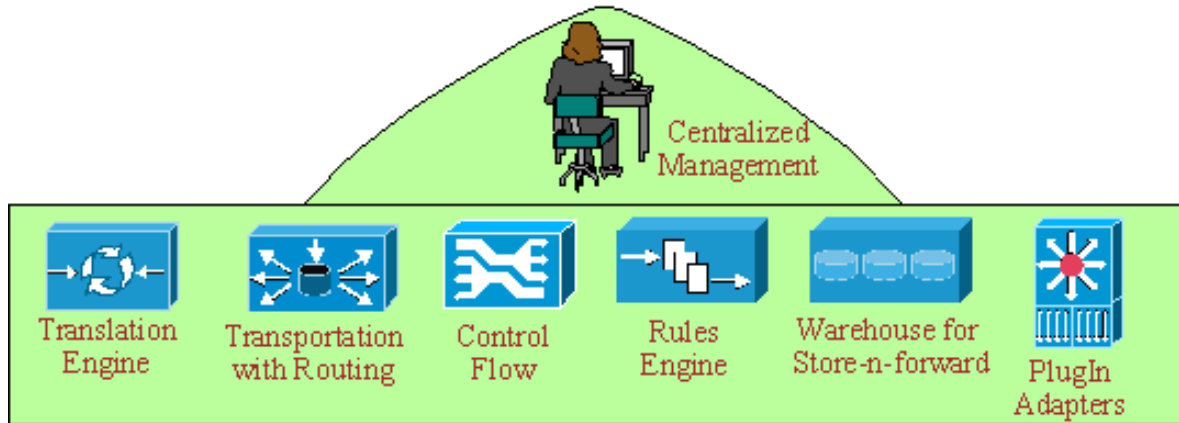 Centralized
Management
Translation
Engine
Transportation
with Routing
Control
Flow
Rules
Engine
Warehouse for
Store-n-forward
PlugIn
Adapters